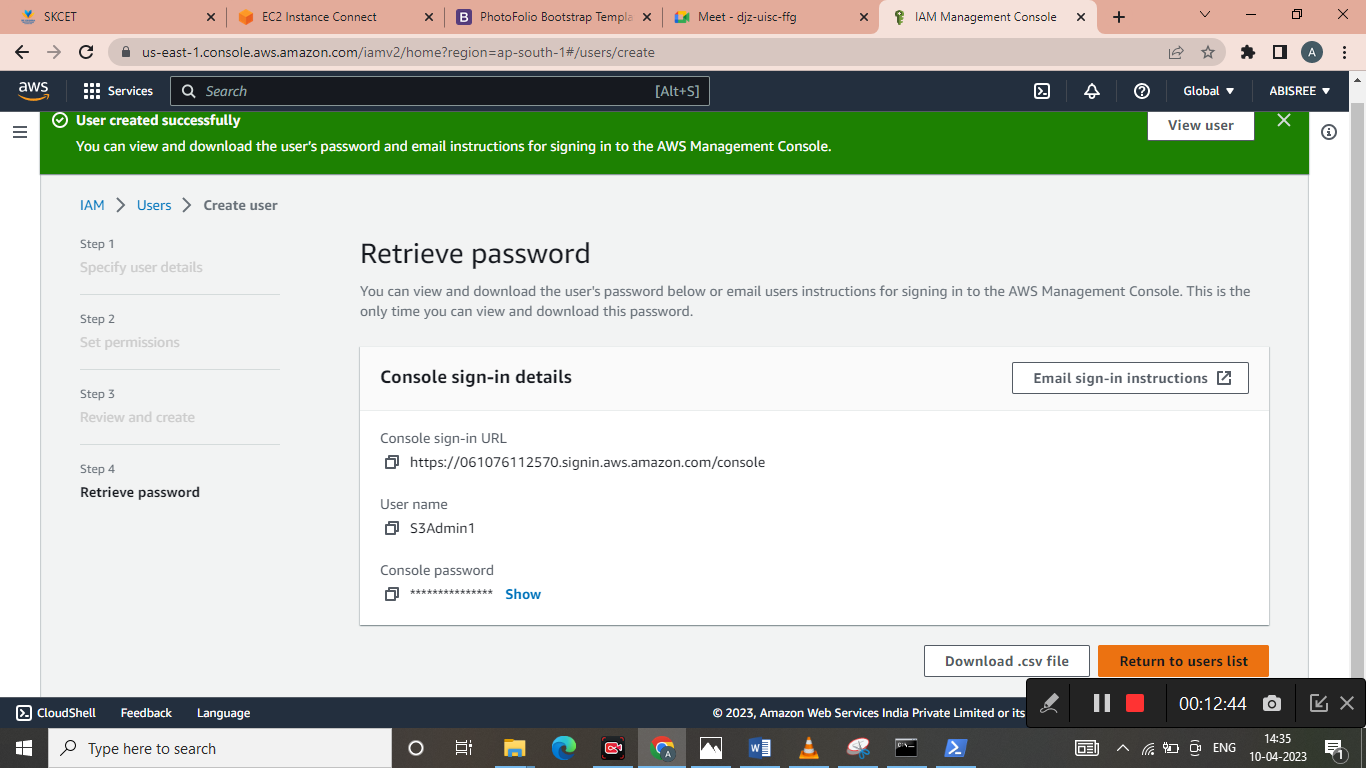 SKCET
EC2 Instance Connect
PhotoFolio Bootstrap Templa
Meet - djz-uisc-ffg
IAM Management Console
us-east-1.console.aws.amazon.com/iamv2/home?region=ap-south-1#/users/create
A
aws
Services
Search
[Alt+S]
Global
ABISREE
User created successfully
View user
You can view and download the user's password and email instructions for signing in to the AWS Management Console.
IAM
Users
Create user
Step 1
Specify user details
Step 2
Set permissions
Step 3
Review and create
Step 4
Retrieve password
Retrieve password
You can view and download the user's password below or email users instructions for signing in to the AWS Management Console. This is the
only time you can view and download this password.
Console sign-in details
Email sign-in instructions
Console sign-in URL
https://061076112570.signin.aws.amazon.com/console
User name
S3Admin1
Console password
*************** Show
Download .csv file
Return to users list
00:12:44
CloudShell
Feedback
Language
© 2023, Amazon Web Services India Private Limited or its
Type here to search
ENG
14:35
10-04-2023
1